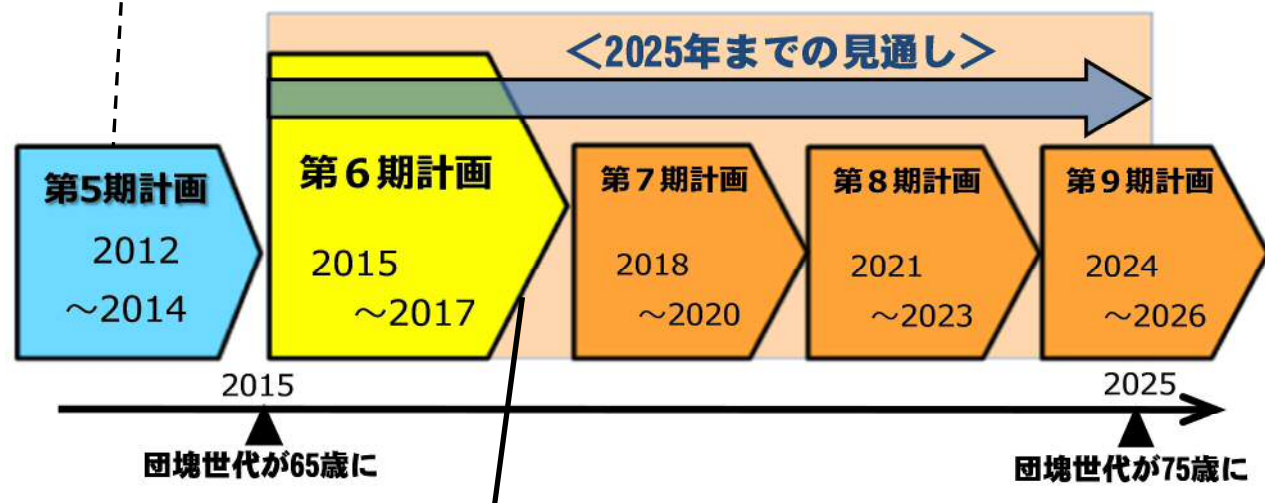 ＜2025年までの見通し＞
第5期計画
2012
～2014
第６期計画
2015
～2017
第７期計画
2018
～2020
第８期計画
2021
～2023
第９期計画
2024
～2026
2015
2025
団塊世代が65歳に
団塊世代が75歳に